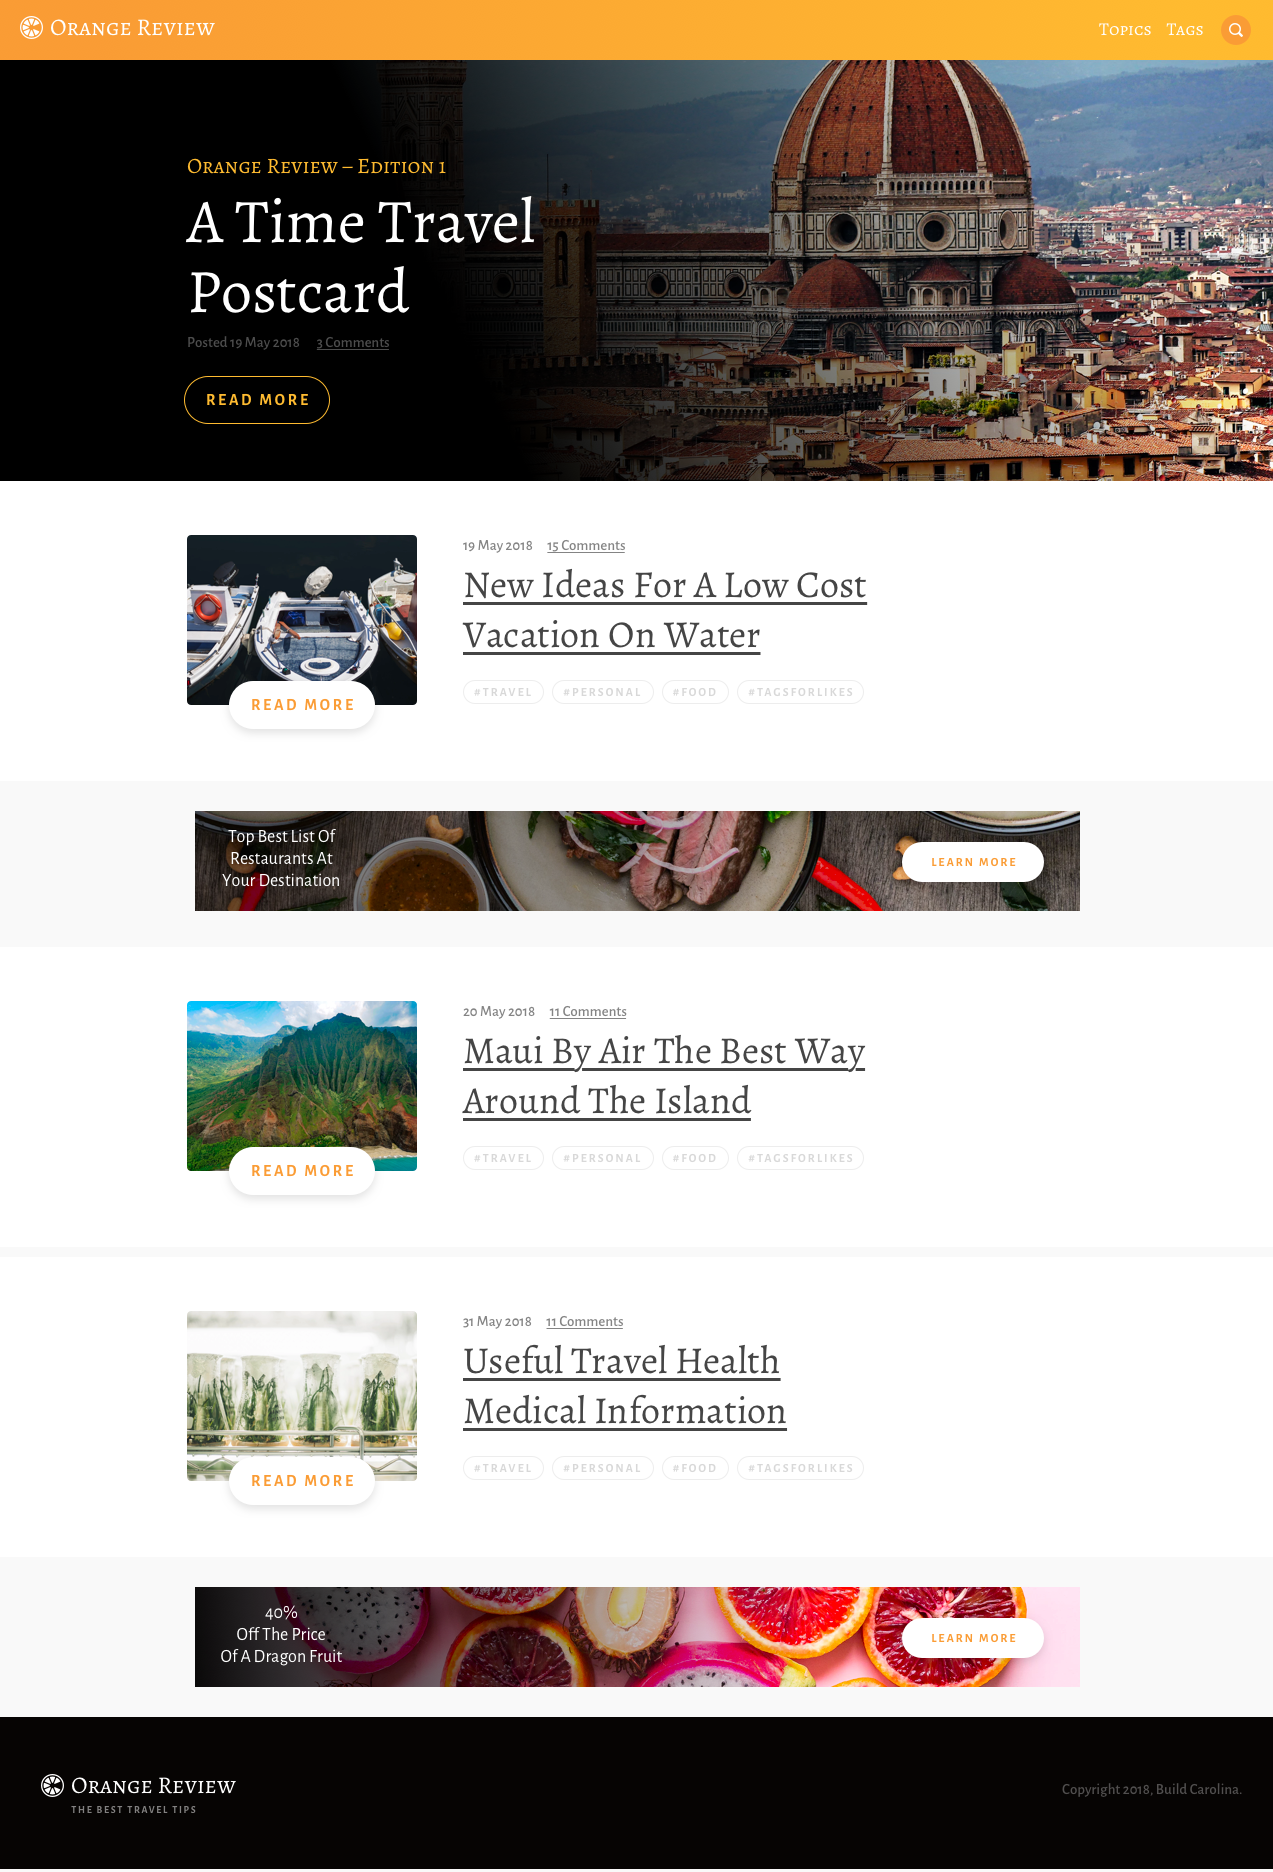 Orange Review
Topics Tags
Orange Review – Edition 1
A Time Travel
Postcard
Posted 19 May 2018 3 Comments
READ MORE
19 May 2018 15 Comments
New Ideas For A Low Cost
Vacation On Water
#TRAVEL #PERSONAL #FOOD #TAGSFORLIKES
READ MORE
Top Best List Of
Restaurants At
Your Destination
LEARN MORE
20 May 2018 11 Comments
Maui By Air The Best Way
Around The Island
#TRAVEL #PERSONAL #FOOD #TAGSFORLIKES
READ MORE
31 May 2018 11 Comments
Useful Travel Health
Medical Information
#TRAVEL #PERSONAL #FOOD #TAGSFORLIKES
READ MORE
40%
Off The Price
Of A Dragon Fruit
LEARN MORE
Orange Review
THE BEST TRAVEL TIPS
Copyright 2018, Build Carolina.